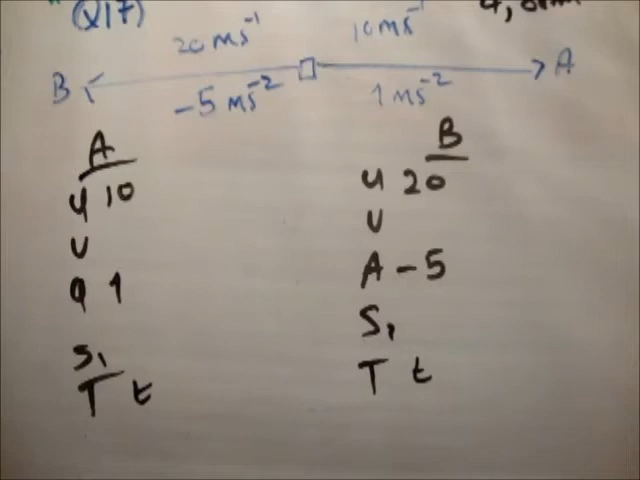 Q17)
20 ms⁻¹ 10 ms⁻¹
B A
-5 ms⁻² 1 ms⁻²
A
u 10
v
a 1
S₁
T t
B
u 20
v
A -5
S₁
T t